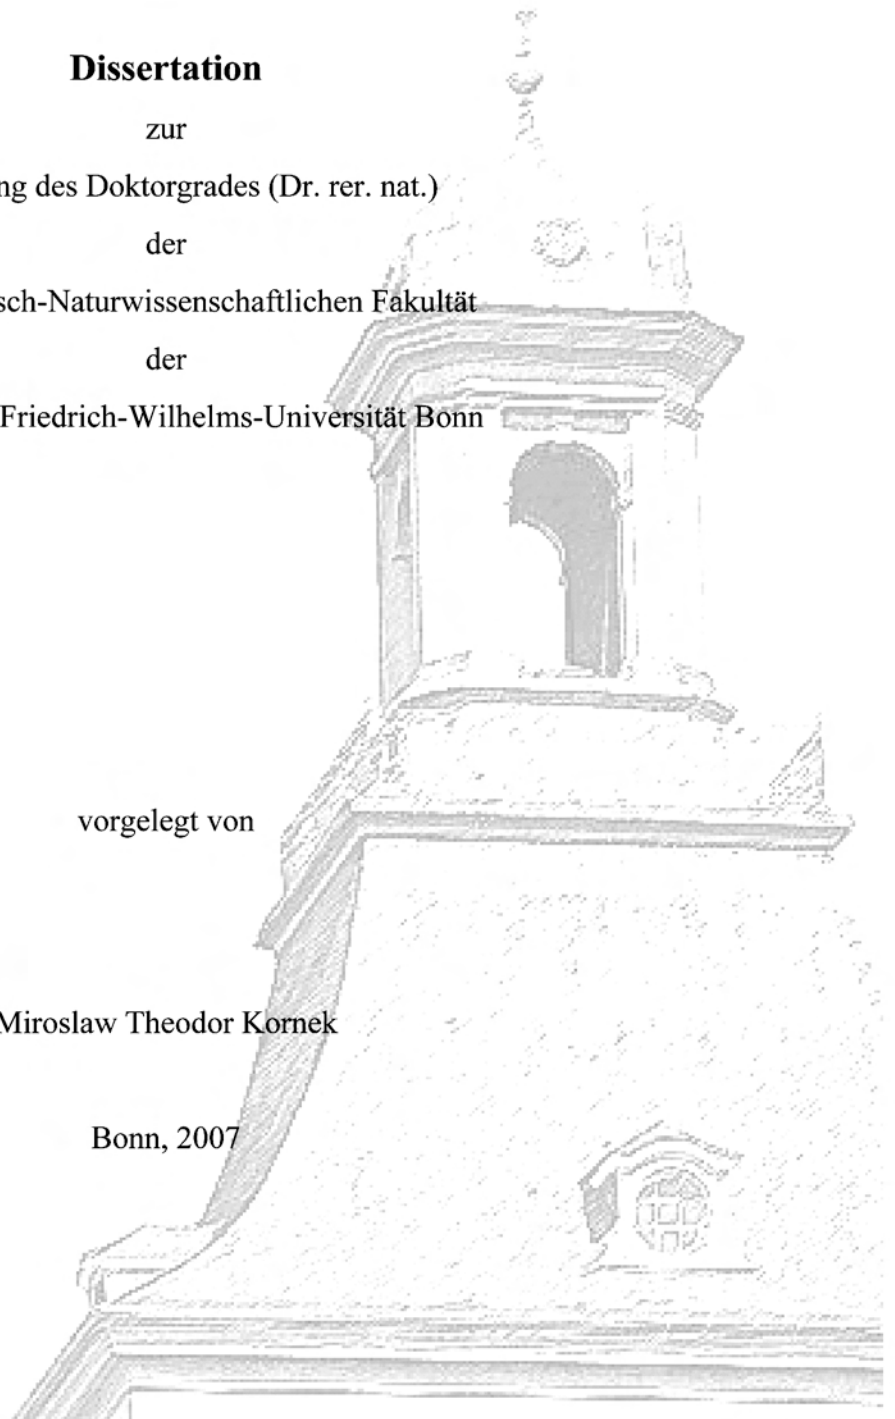 Dissertation
zur
ng des Doktorgrades (Dr. rer. nat.)
der
sch-Naturwissenschaftlichen Fakultät
der
Friedrich-Wilhelms-Universität Bonn
vorgelegt von
Miroslaw Theodor Kornek
Bonn, 2007